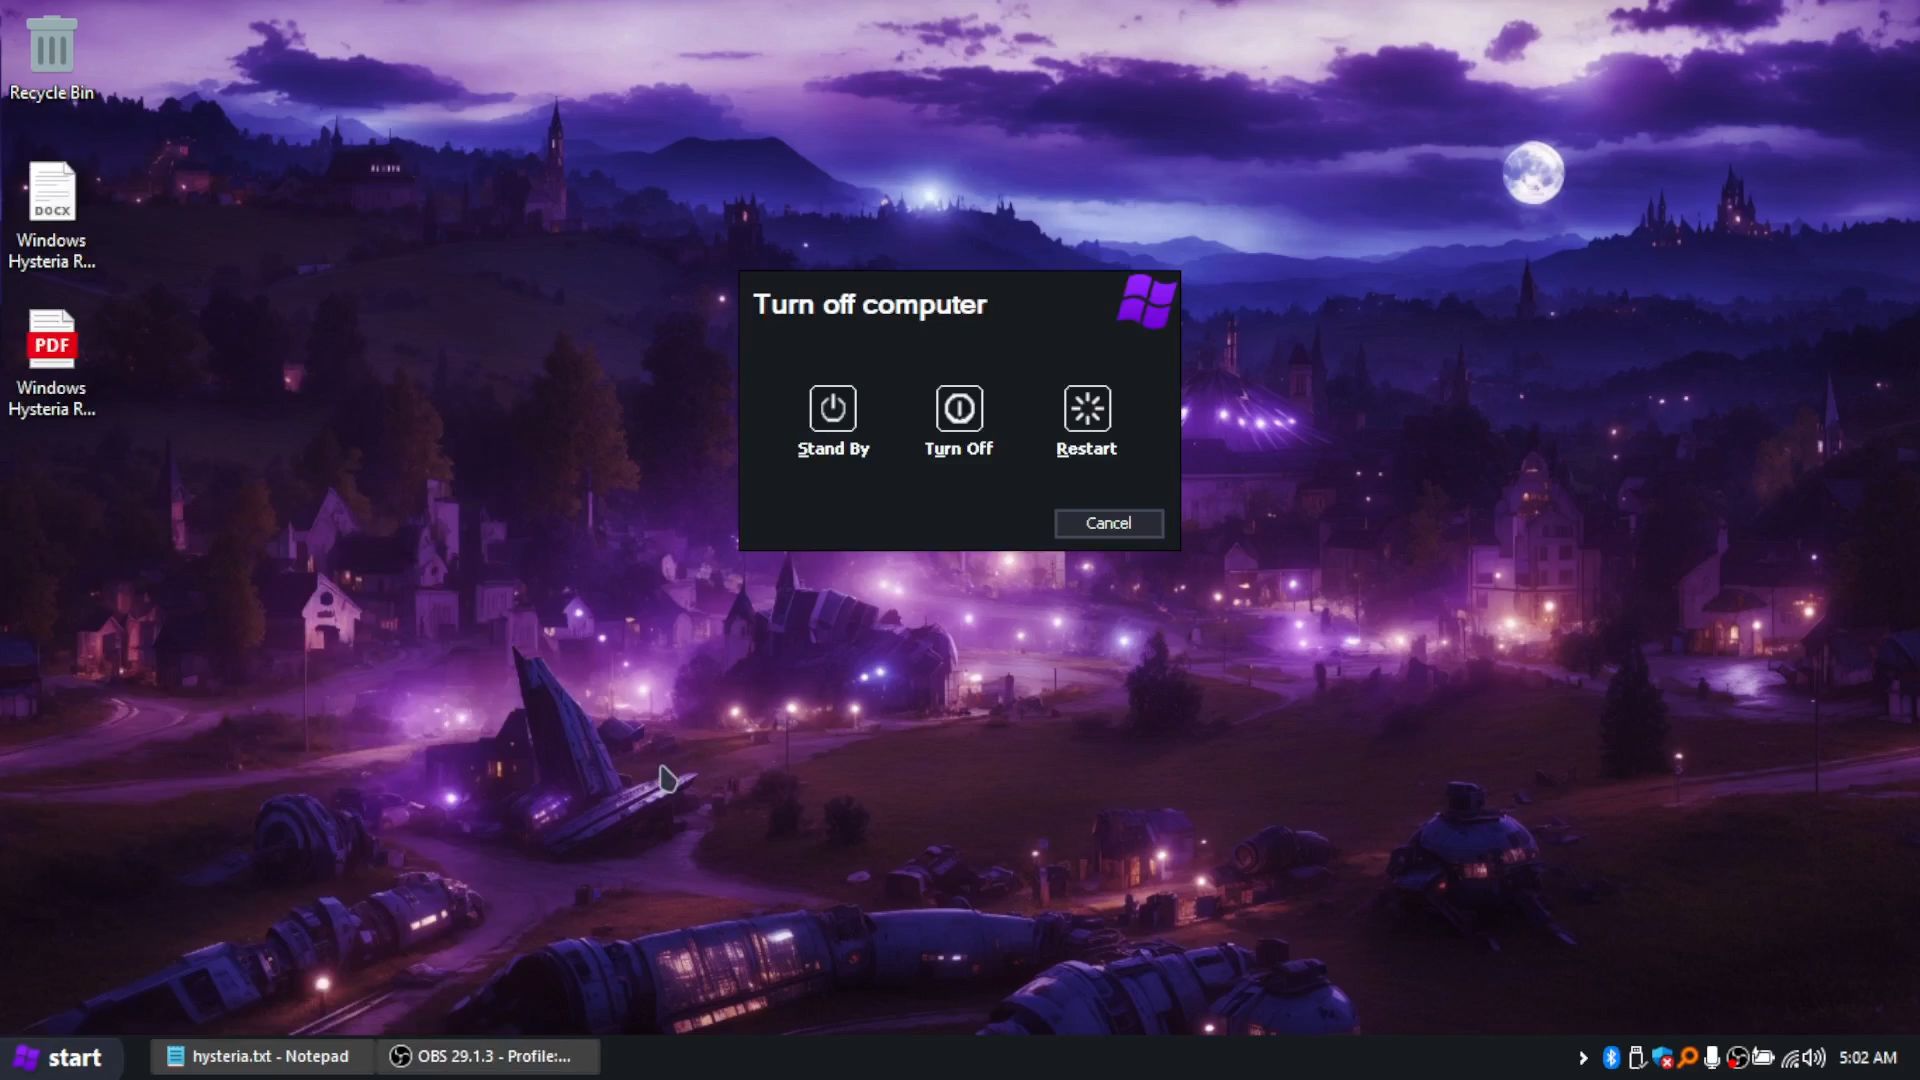 Recycle Bin
DOCX
Windows
Hysteria R...
PDF
Windows
Hysteria R...
Turn off computer
Stand By
Turn Off
Restart
Cancel
start
hysteria.txt - Notepad
OBS 29.1.3 - Profile:...
5:02 AM